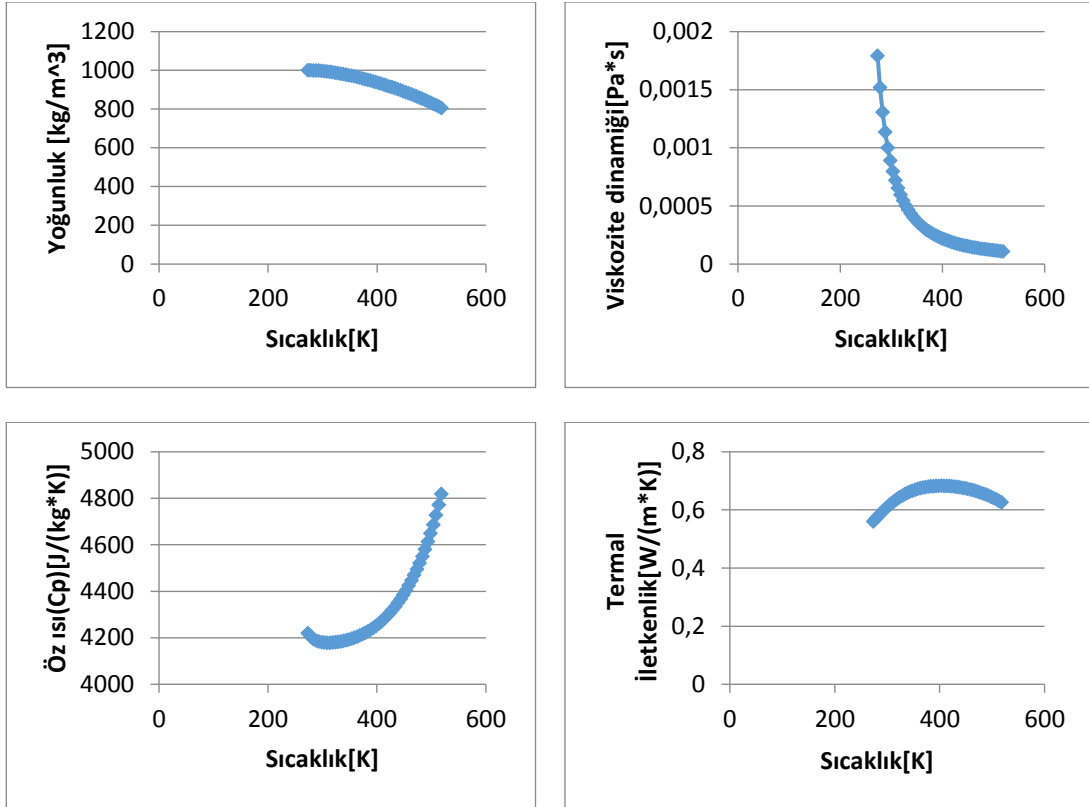 Yoğunluk [kg/m^3]
1200
1000
800
600
400
200
0
0 200 400 600
Sıcaklık[K]
Viskozite dinamiği[Pa*s]
0,002
0,0015
0,001
0,0005
0
0 200 400 600
Sıcaklık[K]
Öz ısı(Cp)[J/(kg*K)]
5000
4800
4600
4400
4200
4000
0 200 400 600
Sıcaklık[K]
Termal
İletkenlik[W/(m*K)]
0,8
0,6
0,4
0,2
0
0 200 400 600
Sıcaklık[K]